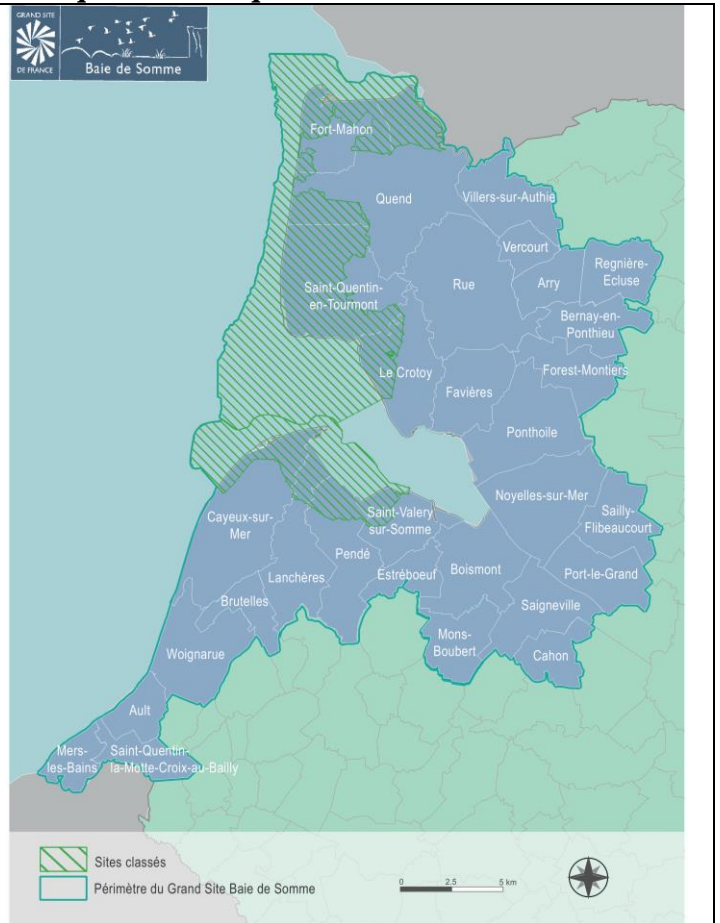 GRAND SITE
DE FRANCE
Baie de Somme
Fort-Mahon
Quend
Villers-sur-Authie
Vercourt
Regnière-
Ecluse
Rue
Arry
Saint-Quentin-
en-Tourmont
Bernay-en-
Ponthieu
Le Crotoy
Forest-Montiers
Favières
Ponthoile
Noyelles-sur-Mer
Sailly-
Flibeaucourt
Cayeux-sur-
Mer
Saint-Valery
sur-Somme
Pendé
Lanchères
Estrébœuf
Boismont
Port-le-Grand
Brutelles
Saigneville
Mons-
Boubert
Cahon
Woignarue
Ault
Mers-
les-Bains
Saint-Quentin-
la-Motte-Croix-au-Bailly
Sites classés
Périmètre du Grand Site Baie de Somme
0 2.5 5 km